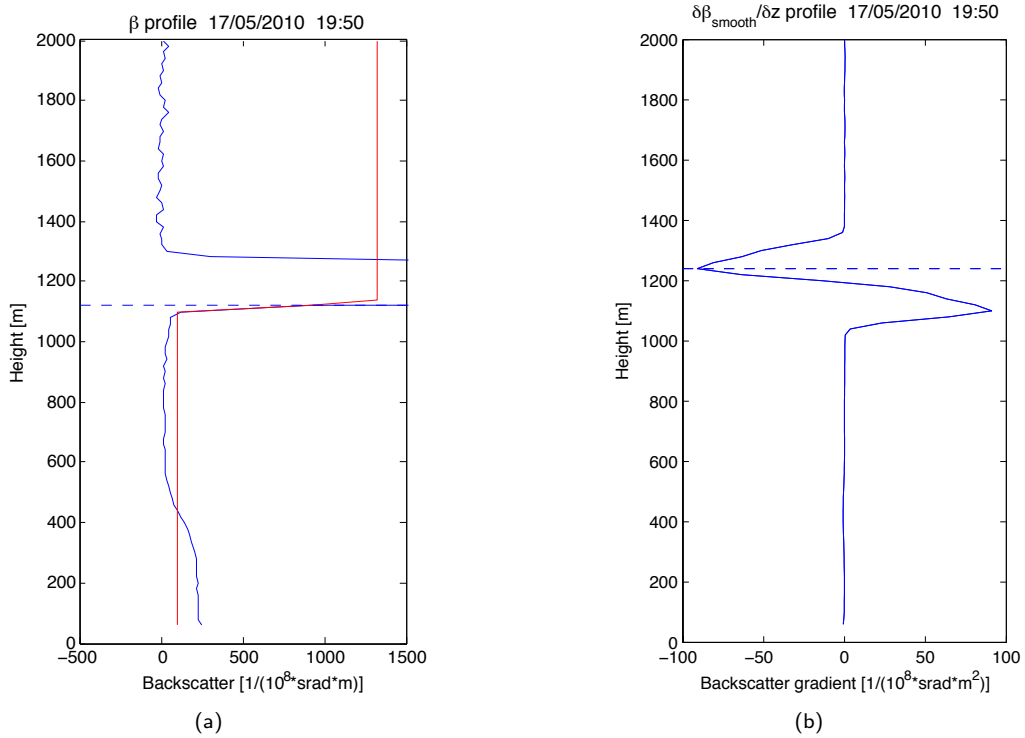 β profile 17/05/2010 19:50
2000
1800
1600
1400
1200
1000
800
600
400
200
0
−500 0 500 1000 1500
Height [m]
Backscatter [1/(10⁸*srad*m)]
(a)
δβsmooth/δz profile 17/05/2010 19:50
2000
1800
1600
1400
1200
1000
800
600
400
200
0
−100 −50 0 50 100
Height [m]
Backscatter gradient [1/(10⁸*srad*m²)]
(b)